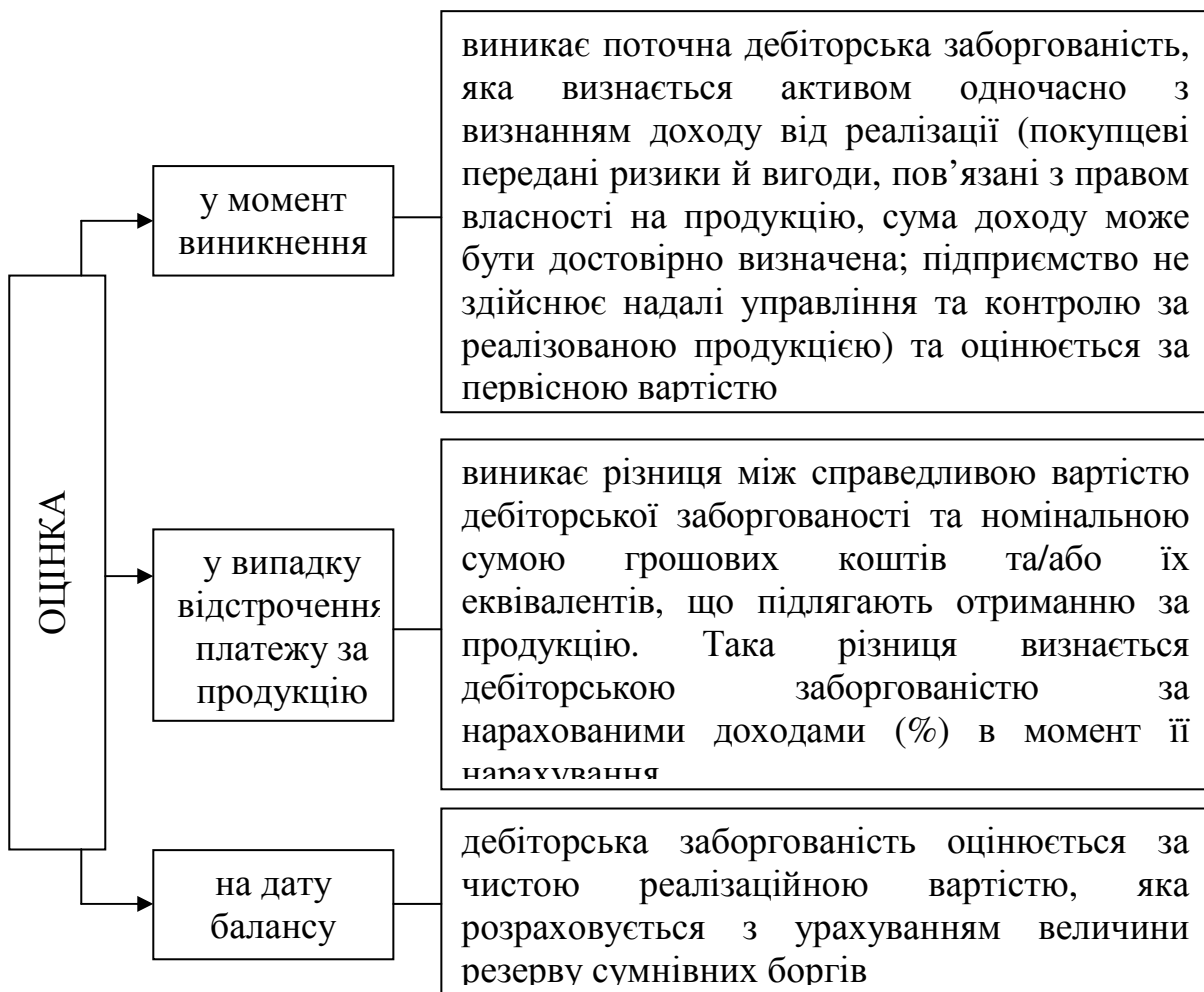 ОЦІНКА
у момент
виникнення
виникає поточна дебіторська заборгованість,
яка визнається активом одночасно з
визнанням доходу від реалізації (покупцеві
передані ризики й вигоди, пов’язані з правом
власності на продукцію, сума доходу може
бути достовірно визначена; підприємство не
здійснює надалі управління та контролю за
реалізованою продукцією) та оцінюється за
первісною вартістю
у випадку
відстрочення
платежу за
продукцію
виникає різниця між справедливою вартістю
дебіторської заборгованості та номінальною
сумою грошових коштів та/або їх
еквівалентів, що підлягають отриманню за
продукцію. Така різниця визнається
дебіторською заборгованістю за
нарахованими доходами (%) в момент її
нарахування
на дату
балансу
дебіторська заборгованість оцінюється за
чистою реалізаційною вартістю, яка
розраховується з урахуванням величини
резерву сумнівних боргів